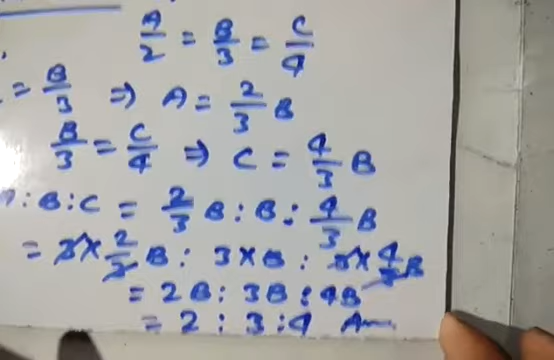 A/2 = B/3 = C/4
= B/3 ⇒ A = 2/3 B
B/3 = C/4 ⇒ C = 4/3 B
: B : C = 2/3 B : B : 4/3 B
= 3 × 2/3 B : 3 × B : 3 × 4/3 B
= 2B : 3B : 4B
= 2 : 3 : 4 Ans